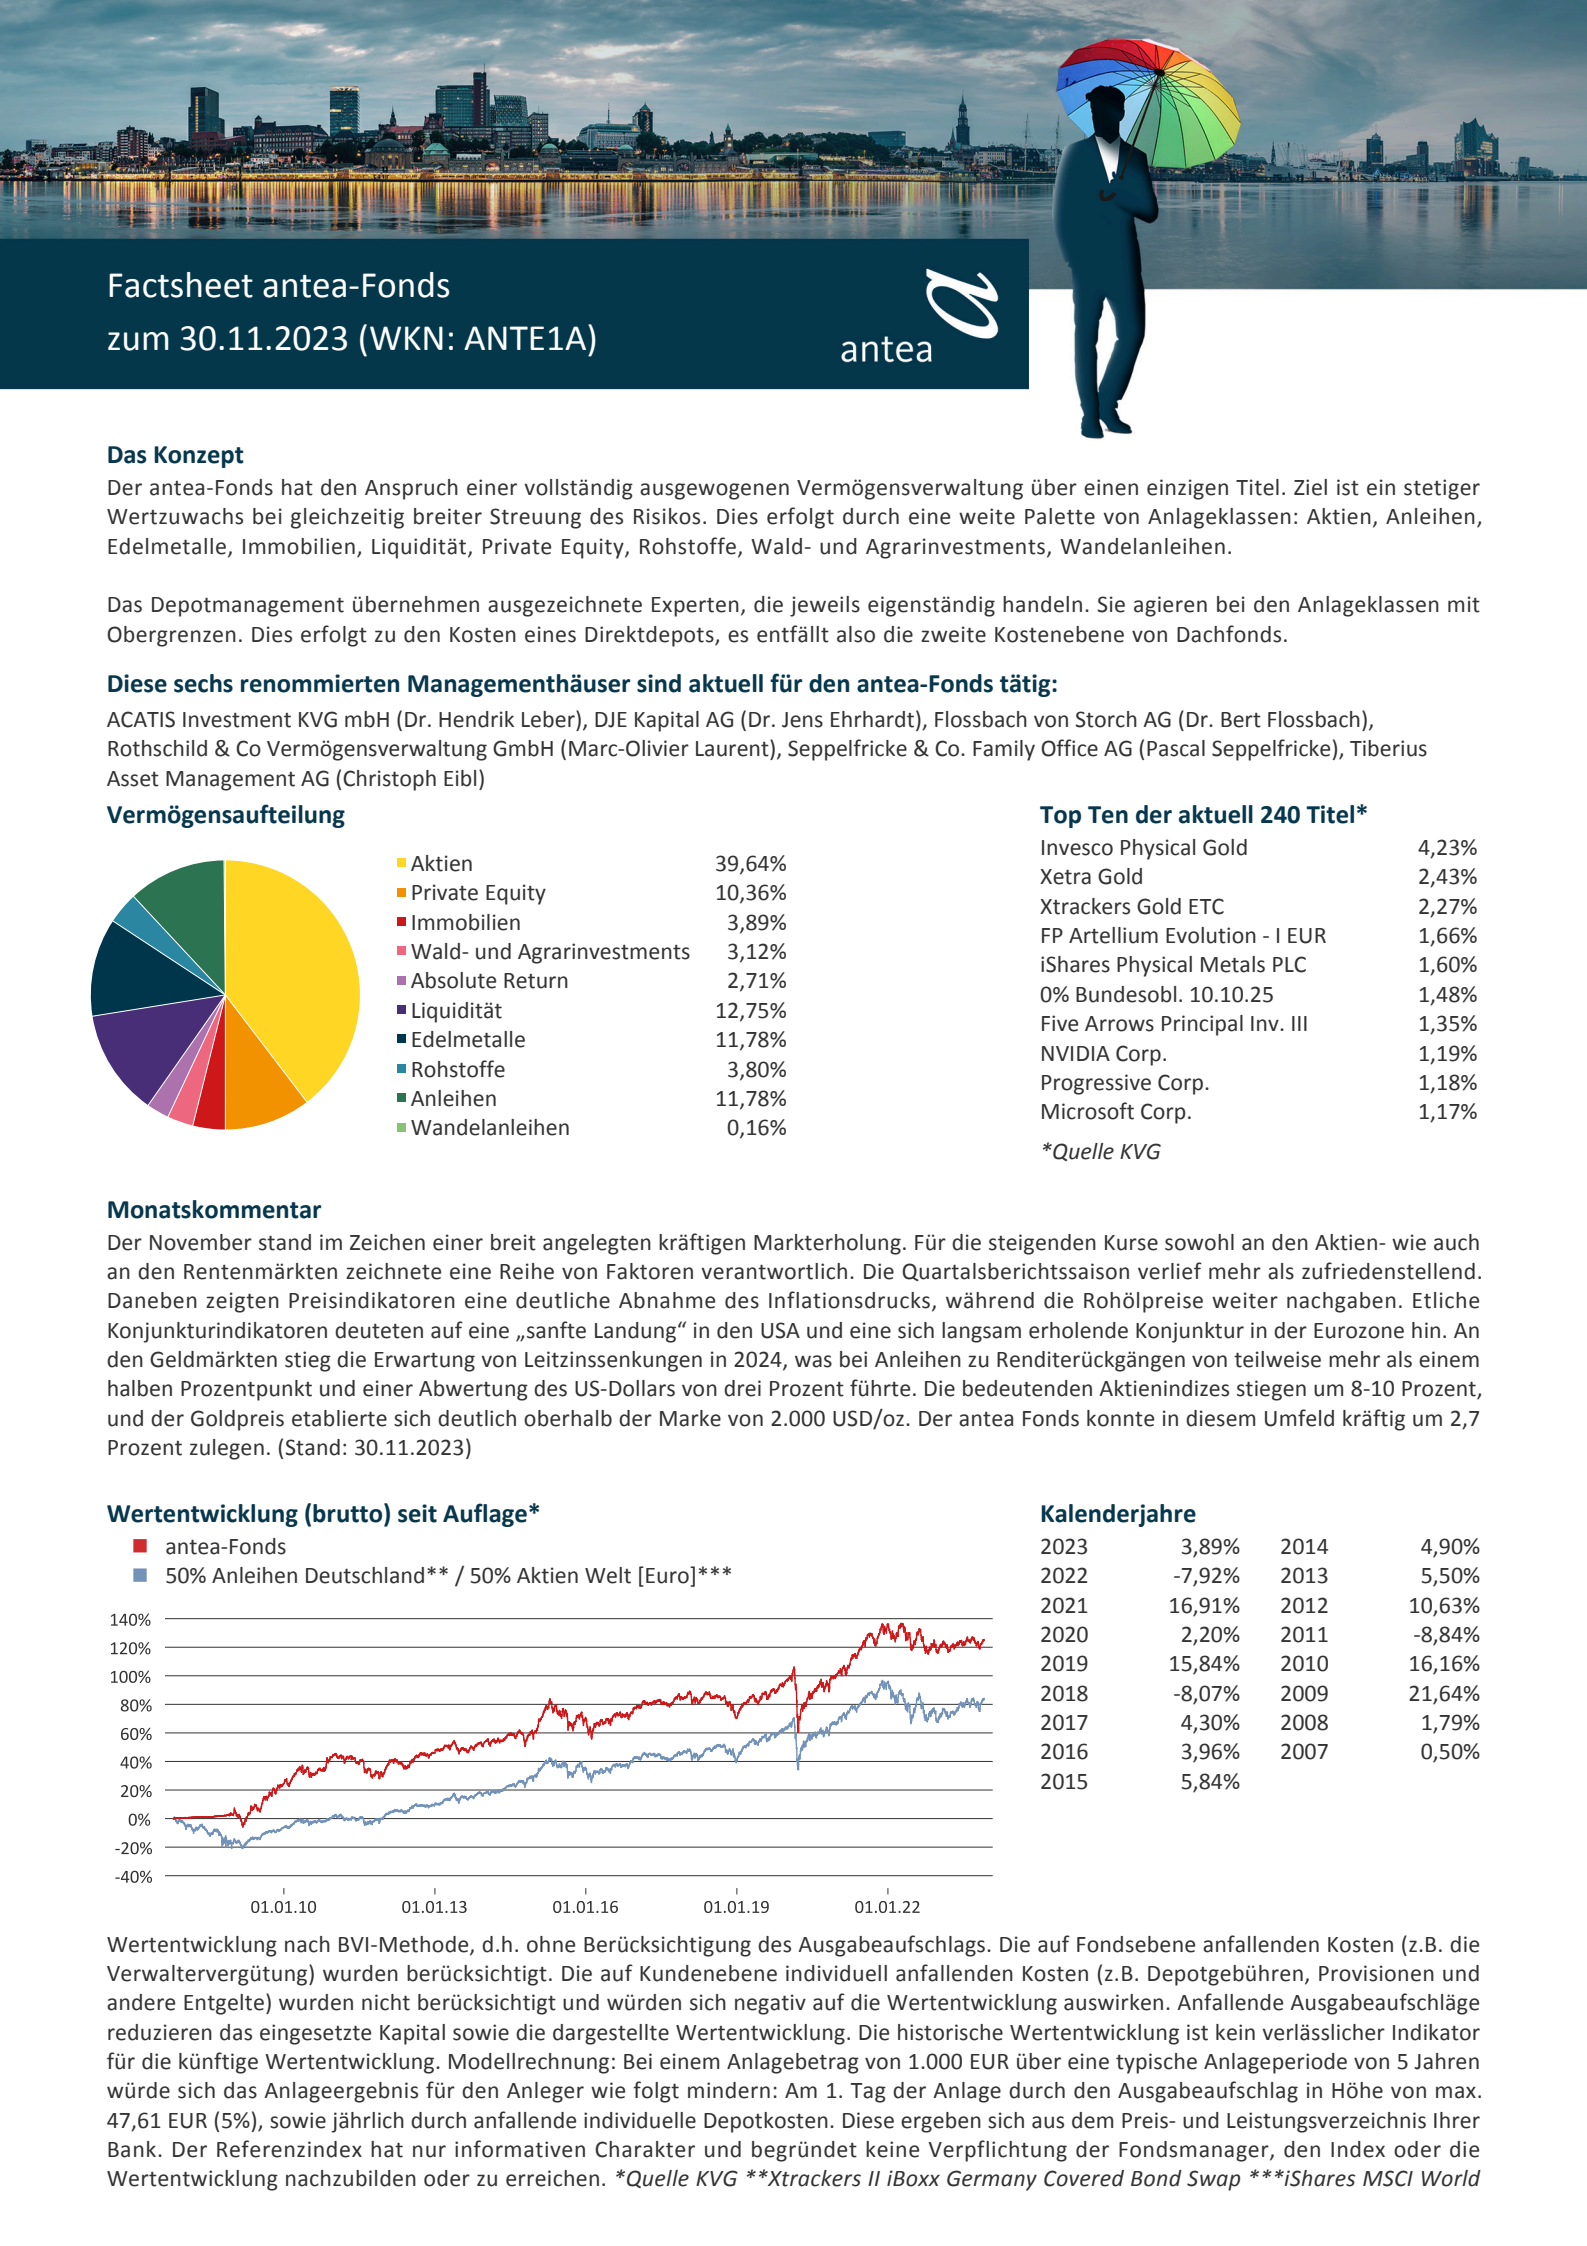 Factsheet antea-Fonds
zum 30.11.2023 (WKN: ANTE1A)
antea
Das Konzept
Der antea-Fonds hat den Anspruch einer vollständig ausgewogenen Vermögensverwaltung über einen einzigen Titel. Ziel ist ein stetiger
Wertzuwachs bei gleichzeitig breiter Streuung des Risikos. Dies erfolgt durch eine weite Palette von Anlageklassen: Aktien, Anleihen,
Edelmetalle, Immobilien, Liquidität, Private Equity, Rohstoffe, Wald- und Agrarinvestments, Wandelanleihen.
Das Depotmanagement übernehmen ausgezeichnete Experten, die jeweils eigenständig handeln. Sie agieren bei den Anlageklassen mit
Obergrenzen. Dies erfolgt zu den Kosten eines Direktdepots, es entfällt also die zweite Kostenebene von Dachfonds.
Diese sechs renommierten Managementhäuser sind aktuell für den antea-Fonds tätig:
ACATIS Investment KVG mbH (Dr. Hendrik Leber), DJE Kapital AG (Dr. Jens Ehrhardt), Flossbach von Storch AG (Dr. Bert Flossbach),
Rothschild & Co Vermögensverwaltung GmbH (Marc-Olivier Laurent), Seppelfricke & Co. Family Office AG (Pascal Seppelfricke), Tiberius
Asset Management AG (Christoph Eibl)
Vermögensaufteilung
Aktien 39,64%
Private Equity 10,36%
Immobilien 3,89%
Wald- und Agrarinvestments 3,12%
Absolute Return 2,71%
Liquidität 12,75%
Edelmetalle 11,78%
Rohstoffe 3,80%
Anleihen 11,78%
Wandelanleihen 0,16%
Top Ten der aktuell 240 Titel*
Invesco Physical Gold 4,23%
Xetra Gold 2,43%
Xtrackers Gold ETC 2,27%
FP Artellium Evolution - I EUR 1,66%
iShares Physical Metals PLC 1,60%
0% Bundesobl. 10.10.25 1,48%
Five Arrows Principal Inv. III 1,35%
NVIDIA Corp. 1,19%
Progressive Corp. 1,18%
Microsoft Corp. 1,17%
*Quelle KVG
Monatskommentar
Der November stand im Zeichen einer breit angelegten kräftigen Markterholung. Für die steigenden Kurse sowohl an den Aktien- wie auch
an den Rentenmärkten zeichnete eine Reihe von Faktoren verantwortlich. Die Quartalsberichtssaison verlief mehr als zufriedenstellend.
Daneben zeigten Preisindikatoren eine deutliche Abnahme des Inflationsdrucks, während die Rohölpreise weiter nachgaben. Etliche
Konjunkturindikatoren deuteten auf eine „sanfte Landung“ in den USA und eine sich langsam erholende Konjunktur in der Eurozone hin. An
den Geldmärkten stieg die Erwartung von Leitzinssenkungen in 2024, was bei Anleihen zu Renditerückgängen von teilweise mehr als einem
halben Prozentpunkt und einer Abwertung des US-Dollars von drei Prozent führte. Die bedeutenden Aktienindizes stiegen um 8-10 Prozent,
und der Goldpreis etablierte sich deutlich oberhalb der Marke von 2.000 USD/oz. Der antea Fonds konnte in diesem Umfeld kräftig um 2,7
Prozent zulegen. (Stand: 30.11.2023)
Wertentwicklung (brutto) seit Auflage*
antea-Fonds
50% Anleihen Deutschland** / 50% Aktien Welt [Euro]***
140%
120%
100%
80%
60%
40%
20%
0%
-20%
-40%
01.01.10 01.01.13 01.01.16 01.01.19 01.01.22
Kalenderjahre
2023 3,89% 2014 4,90%
2022 -7,92% 2013 5,50%
2021 16,91% 2012 10,63%
2020 2,20% 2011 -8,84%
2019 15,84% 2010 16,16%
2018 -8,07% 2009 21,64%
2017 4,30% 2008 1,79%
2016 3,96% 2007 0,50%
2015 5,84%
Wertentwicklung nach BVI-Methode, d.h. ohne Berücksichtigung des Ausgabeaufschlags. Die auf Fondsebene anfallenden Kosten (z.B. die
Verwaltervergütung) wurden berücksichtigt. Die auf Kundenebene individuell anfallenden Kosten (z.B. Depotgebühren, Provisionen und
andere Entgelte) wurden nicht berücksichtigt und würden sich negativ auf die Wertentwicklung auswirken. Anfallende Ausgabeaufschläge
reduzieren das eingesetzte Kapital sowie die dargestellte Wertentwicklung. Die historische Wertentwicklung ist kein verlässlicher Indikator
für die künftige Wertentwicklung. Modellrechnung: Bei einem Anlagebetrag von 1.000 EUR über eine typische Anlageperiode von 5 Jahren
würde sich das Anlageergebnis für den Anleger wie folgt mindern: Am 1. Tag der Anlage durch den Ausgabeaufschlag in Höhe von max.
47,61 EUR (5%), sowie jährlich durch anfallende individuelle Depotkosten. Diese ergeben sich aus dem Preis- und Leistungsverzeichnis Ihrer
Bank. Der Referenzindex hat nur informativen Charakter und begründet keine Verpflichtung der Fondsmanager, den Index oder die
Wertentwicklung nachzubilden oder zu erreichen. *Quelle KVG **Xtrackers II iBoxx Germany Covered Bond Swap ***iShares MSCI World